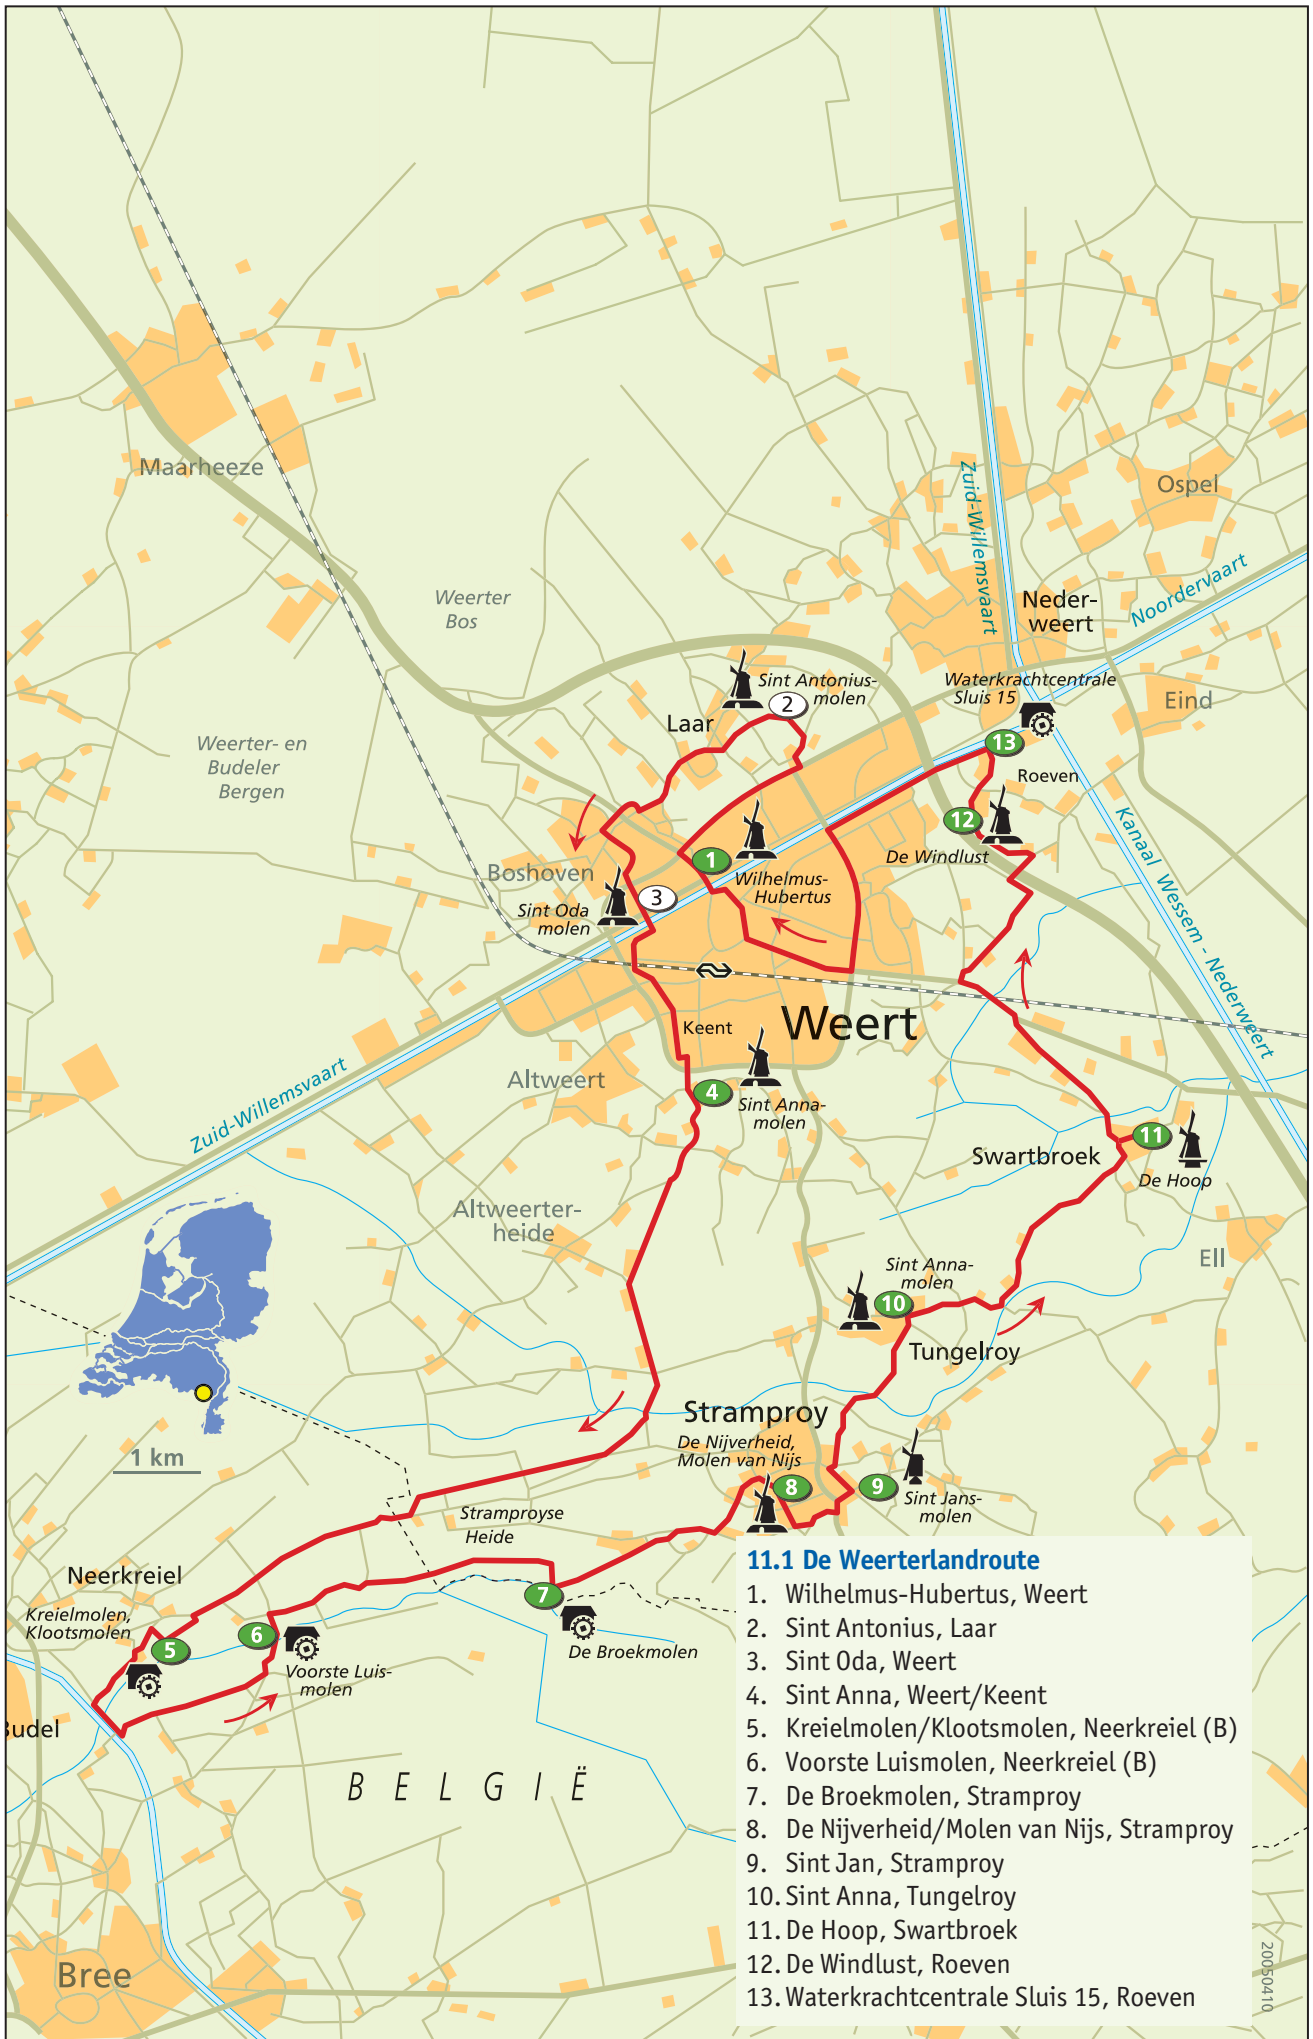 Maarheeze
Ospel
Zuid-Willemsvaart
Weerter
Bos
Neder-
weert
Noordervaart
Sint Antonius-
molen
2
Laar
Waterkrachtcentrale
Sluis 15
Eind
Weerter- en
Budeler
Bergen
13
Roeven
12
De Windlust
Kanaal Wessem - Nederweert
1
Wilhelmus-
Hubertus
Boshoven
3
Sint Oda
molen
Keent
Weert
Altweert
4
Sint Anna-
molen
Zuid-Willemsvaart
11
Swartbroek
De Hoop
Altweerter-
heide
Ell
Sint Anna-
molen
10
Tungelroy
Stramproy
De Nijverheid,
Molen van Nijs
8
9
Sint Jans-
molen
1 km
Stramproyse
Heide
Neerkreiel
Kreielmolen,
Klootsmolen
5
6
Voorste Luis-
molen
7
De Broekmolen
Budel
BELGIË
Bree
11.1 De Weerterlandroute
1. Wilhelmus-Hubertus, Weert
2. Sint Antonius, Laar
3. Sint Oda, Weert
4. Sint Anna, Weert/Keent
5. Kreielmolen/Klootsmolen, Neerkreiel (B)
6. Voorste Luismolen, Neerkreiel (B)
7. De Broekmolen, Stramproy
8. De Nijverheid/Molen van Nijs, Stramproy
9. Sint Jan, Stramproy
10. Sint Anna, Tungelroy
11. De Hoop, Swartbroek
12. De Windlust, Roeven
13. Waterkrachtcentrale Sluis 15, Roeven
20050410